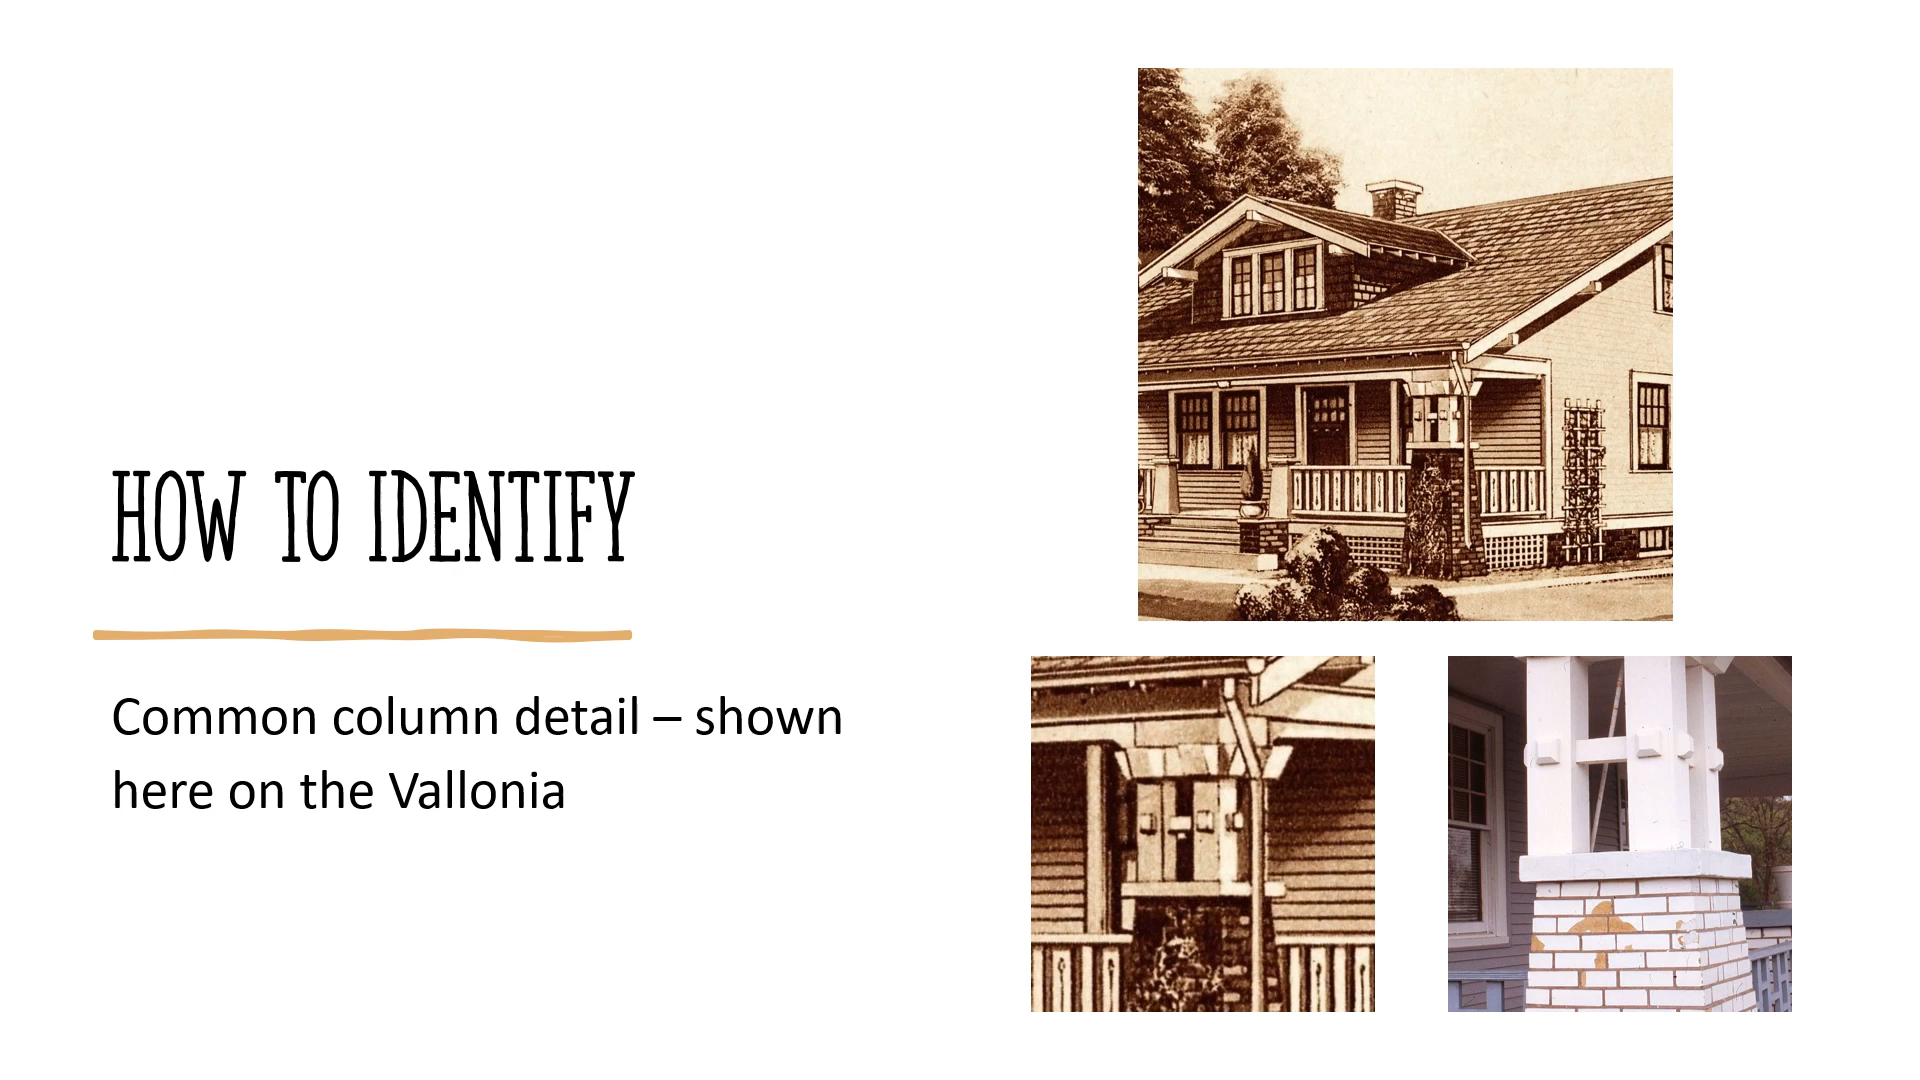 HOW TO IDENTIFY
Common column detail – shown
here on the Vallonia